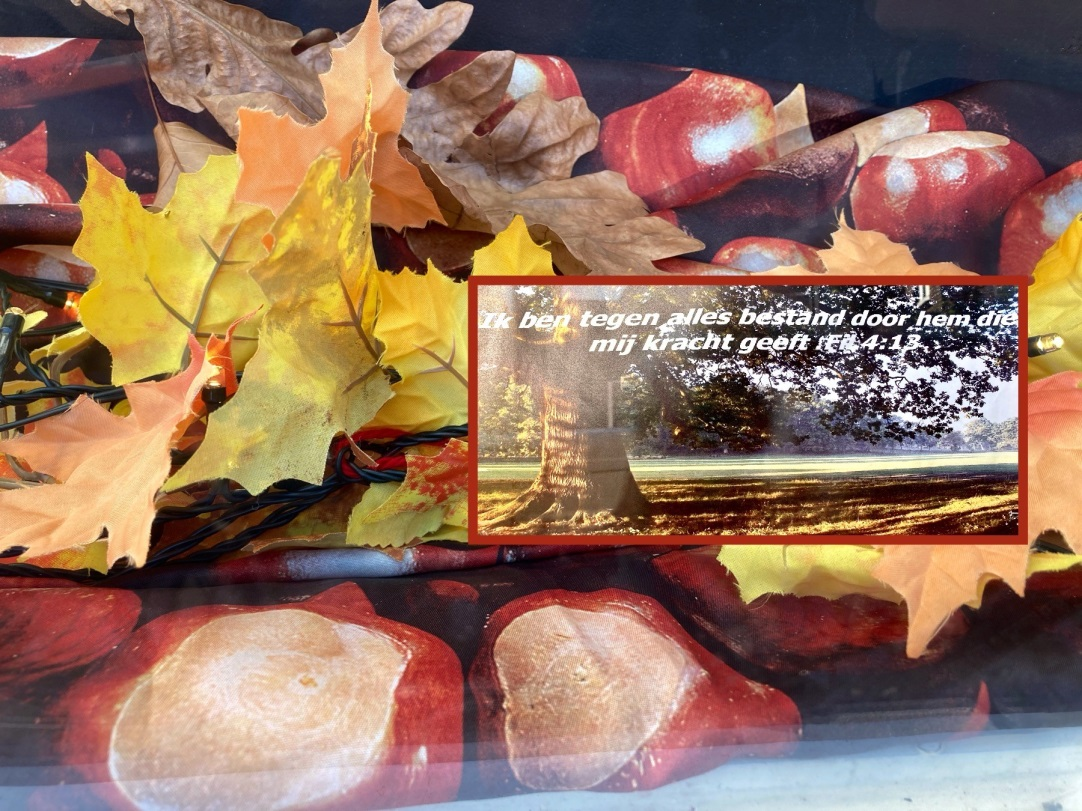 Ik ben tegen alles bestand door hem die
mij kracht geeft :Fil 4:13